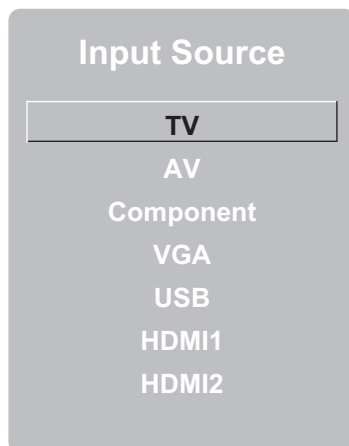 Input Source
TV
AV
Component
VGA
USB
HDMI1
HDMI2